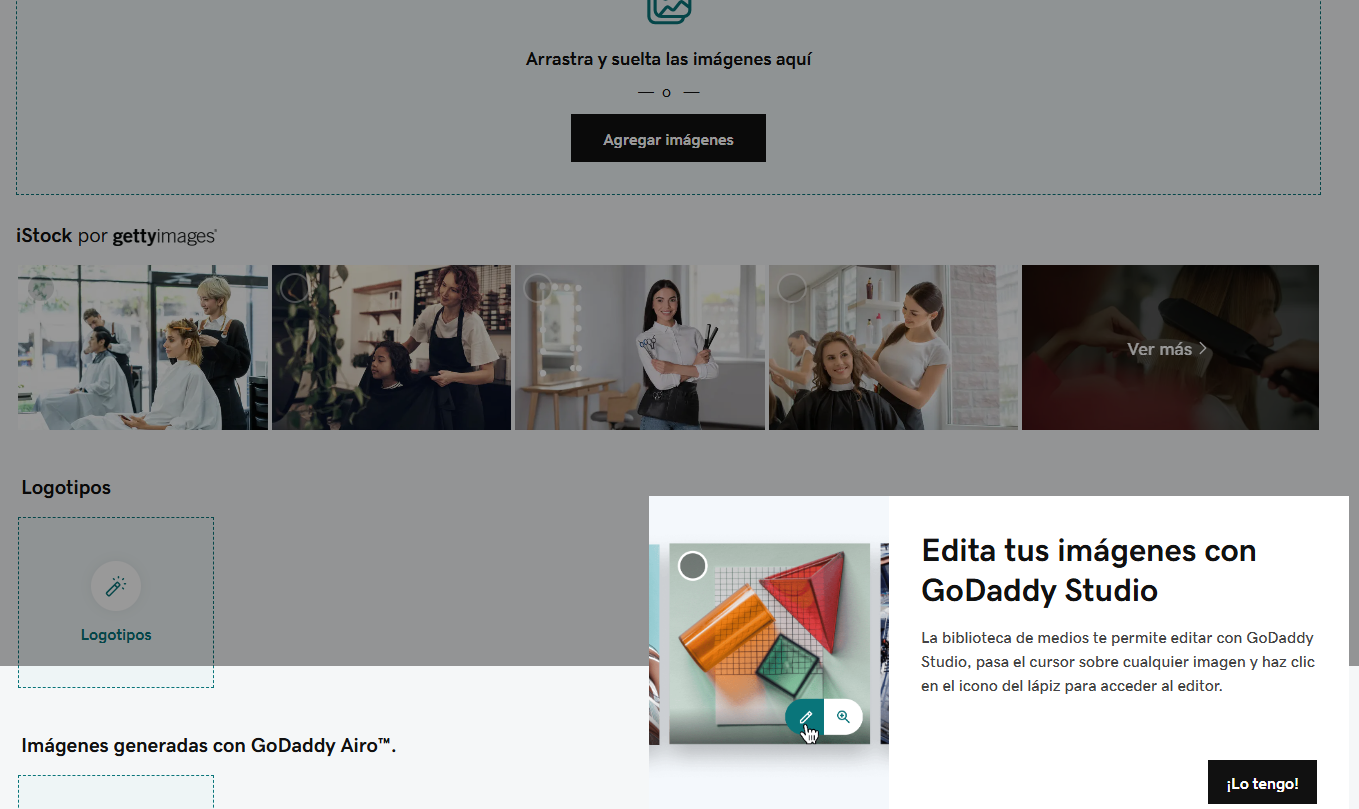 Arrastra y suelta las imágenes aquí
— o —
Agregar imágenes
iStock por gettyimages®
Ver más >
Logotipos
Logotipos
Edita tus imágenes con
GoDaddy Studio
La biblioteca de medios te permite editar con GoDaddy
Studio, pasa el cursor sobre cualquier imagen y haz clic
en el icono del lápiz para acceder al editor.
Imágenes generadas con GoDaddy Airo™.
¡Lo tengo!